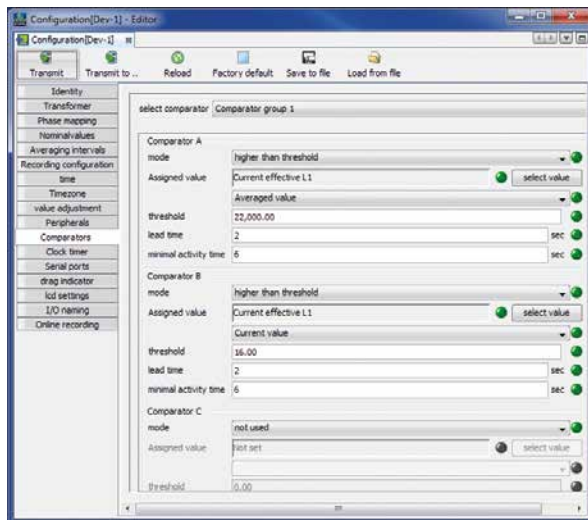 Configuration[Dev-1] - Editor
Configuration[Dev-1]
Transmit Transmit to .. Reload Factory default Save to file Load from file
Identity
Transformer
Phase mapping
Nominalvalues
Averaging intervals
Recording configuration
time
Timezone
value adjustment
Peripherals
Comparators
Clock timer
Serial ports
drag indicator
lcd settings
I/O naming
Online recording
select comparator Comparator group 1
Comparator A
mode higher than threshold
Assigned value Current effective L1 select value
Averaged value
threshold 22,000.00
lead time 2 sec
minimal activity time 6 sec
Comparator B
mode higher than threshold
Assigned value Current effective L1 select value
Current value
threshold 16.00
lead time 2 sec
minimal activity time 6 sec
Comparator C
mode not used
Assigned value Not set select value
threshold 0.00